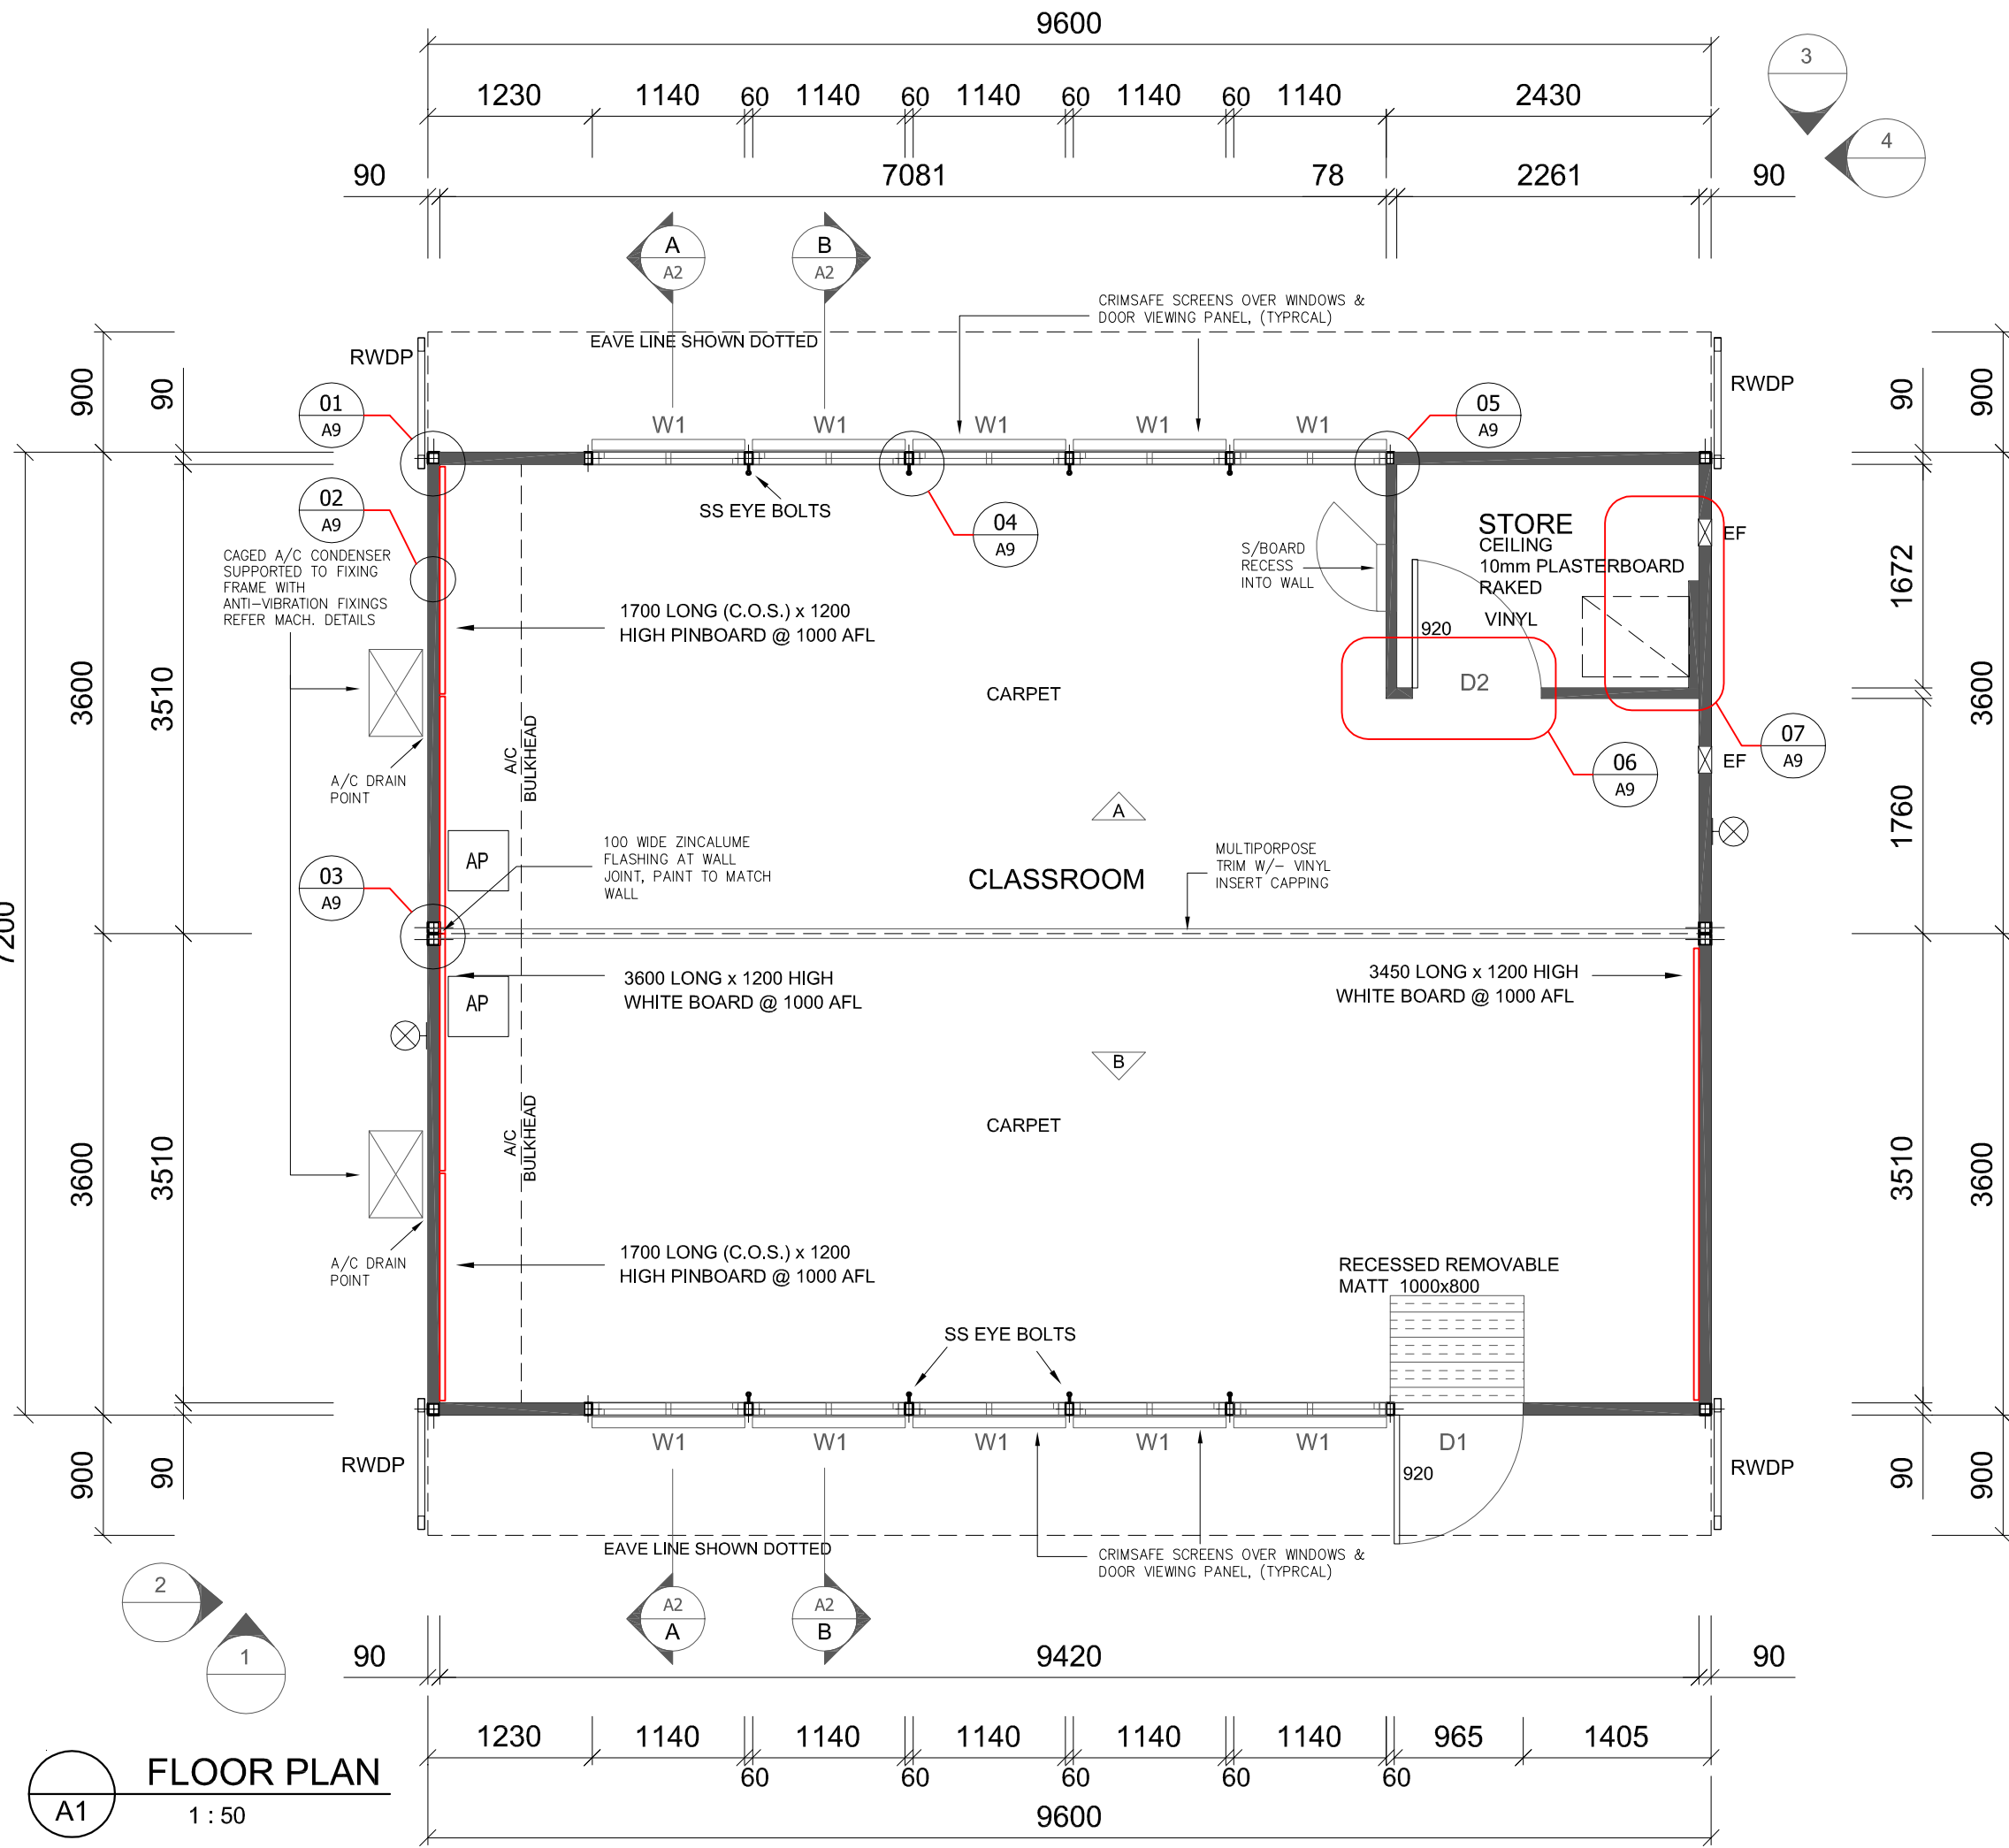 9600
1230 1140 60 1140 60 1140 60 1140 60 1140 2430
90 7081 78 2261 90
3
4
A
A2
B
A2
CRIMSAFE SCREENS OVER WINDOWS &
DOOR VIEWING PANEL, (TYPRCAL)
EAVE LINE SHOWN DOTTED
RWDP
RWDP
900
90
90
900
01
A9
05
A9
W1 W1 W1 W1 W1
02
A9
SS EYE BOLTS
04
A9
STORE
CEILING
10mm PLASTERBOARD
RAKED
VINYL
EF
S/BOARD
RECESS
INTO WALL
CAGED A/C CONDENSER
SUPPORTED TO FIXING
FRAME WITH
ANTI-VIBRATION FIXINGS
REFER MACH. DETAILS
1700 LONG (C.O.S.) x 1200
HIGH PINBOARD @ 1000 AFL
920
D2
1672
3600
3510
3600
CARPET
07
A9
06
A9
EF
A/C
BULKHEAD
A/C DRAIN
POINT
A
1760
AP
100 WIDE ZINCALUME
FLASHING AT WALL
JOINT, PAINT TO MATCH
WALL
MULTIPORPOSE
TRIM W/- VINYL
INSERT CAPPING
CLASSROOM
03
A9
7200
3600 LONG x 1200 HIGH
WHITE BOARD @ 1000 AFL
3450 LONG x 1200 HIGH
WHITE BOARD @ 1000 AFL
AP
B
CARPET
A/C
BULKHEAD
3600
3510
3510
3600
A/C DRAIN
POINT
1700 LONG (C.O.S.) x 1200
HIGH PINBOARD @ 1000 AFL
RECESSED REMOVABLE
MATT 1000x800
SS EYE BOLTS
W1 W1 W1 W1 W1 D1
920
RWDP
RWDP
900
90
90
900
EAVE LINE SHOWN DOTTED
CRIMSAFE SCREENS OVER WINDOWS &
DOOR VIEWING PANEL, (TYPRCAL)
2
1
A2
A
A2
B
90 9420 90
1230 1140 1140 1140 1140 1140 965 1405
60 60 60 60 60
9600
FLOOR PLAN
A1
1 : 50